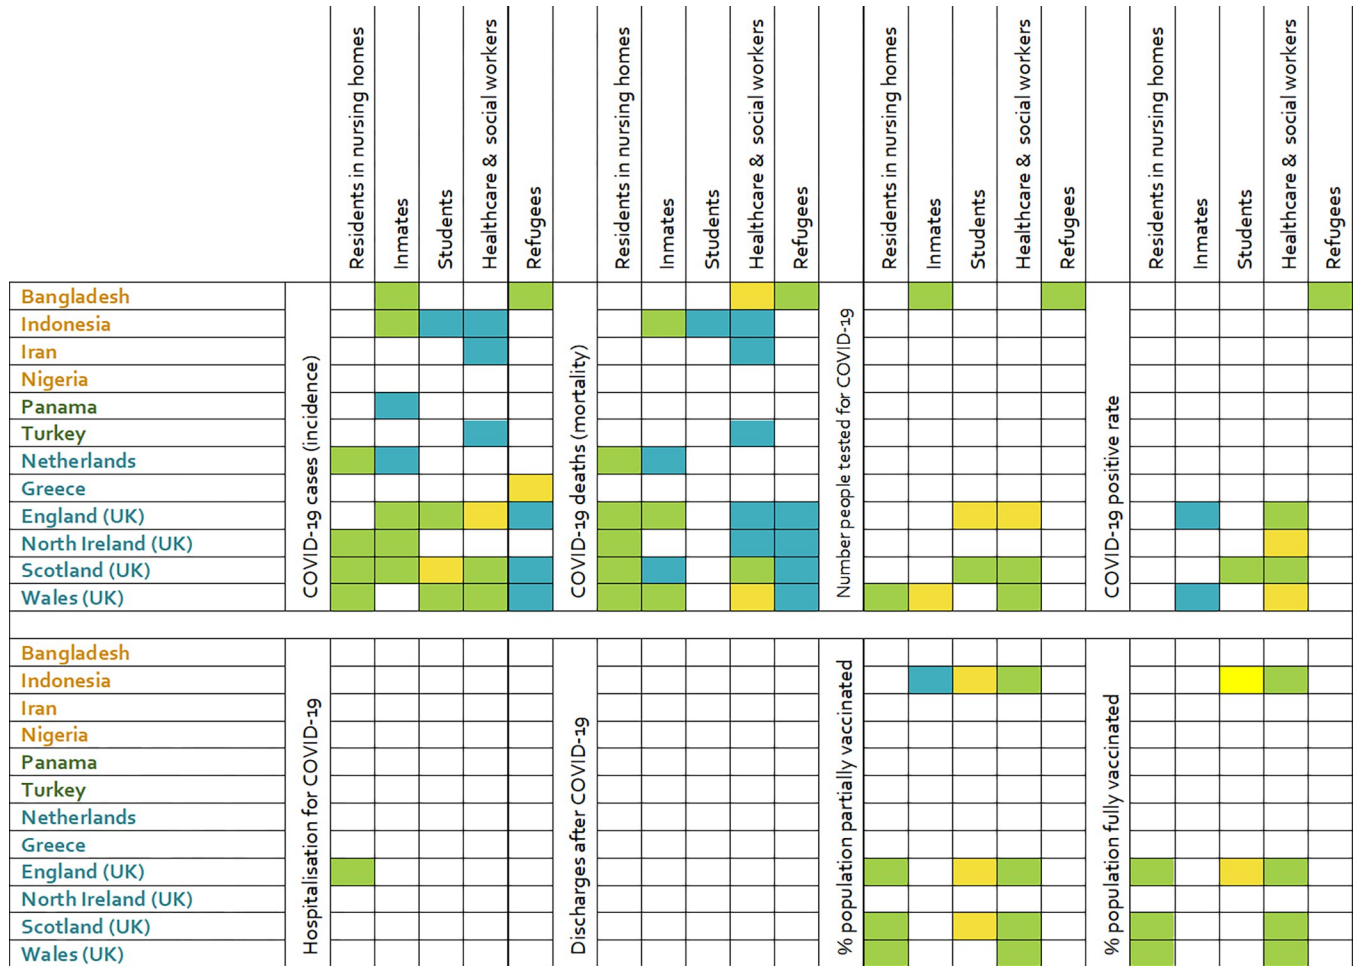 Residents in nursing homes
Inmates
Students
Healthcare & social workers
Refugees
Residents in nursing homes
Inmates
Students
Healthcare & social workers
Refugees
Residents in nursing homes
Inmates
Students
Healthcare & social workers
Refugees
Residents in nursing homes
Inmates
Students
Healthcare & social workers
Refugees
Bangladesh
Indonesia
Iran
Nigeria
Panama
Turkey
Netherlands
Greece
England (UK)
North Ireland (UK)
Scotland (UK)
Wales (UK)
COVID-19 cases (incidence)
COVID-19 deaths (mortality)
Number people tested for COVID-19
COVID-19 positive rate
Bangladesh
Indonesia
Iran
Nigeria
Panama
Turkey
Netherlands
Greece
England (UK)
North Ireland (UK)
Scotland (UK)
Wales (UK)
Hospitalisation for COVID-19
Discharges after COVID-19
% population partially vaccinated
% population fully vaccinated